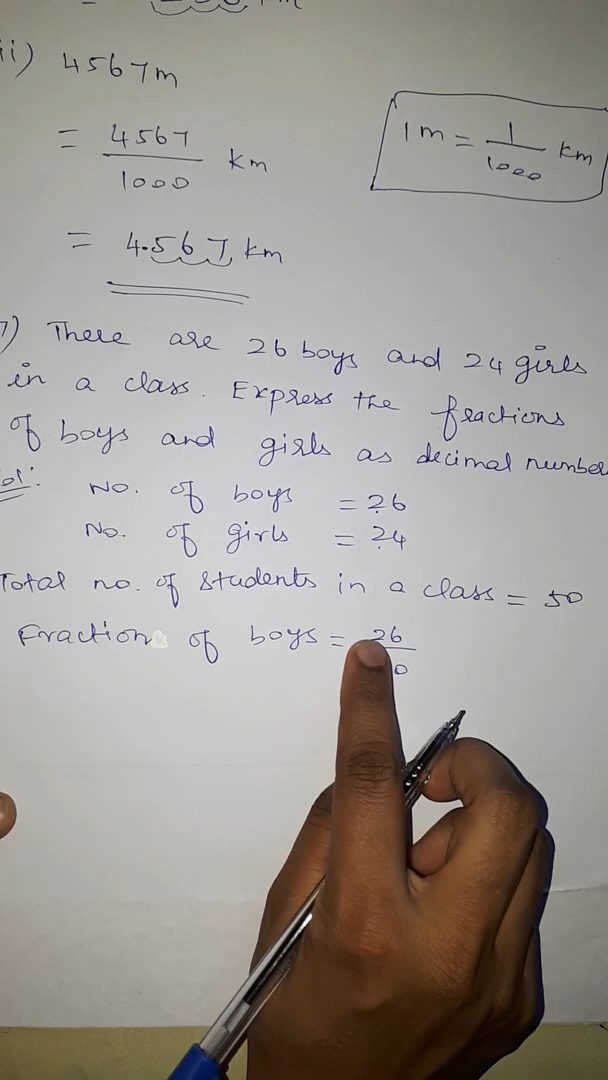 ii) 4567m
= 4567/1000 km
1m = 1/1000 km
= 4.567 km
7) There are 26 boys and 24 girls
in a class. Express the fractions
of boys and girls as decimal number
No. of boys = 26
No. of girls = 24
Total no. of students in a class = 50
Fraction of boys = 26